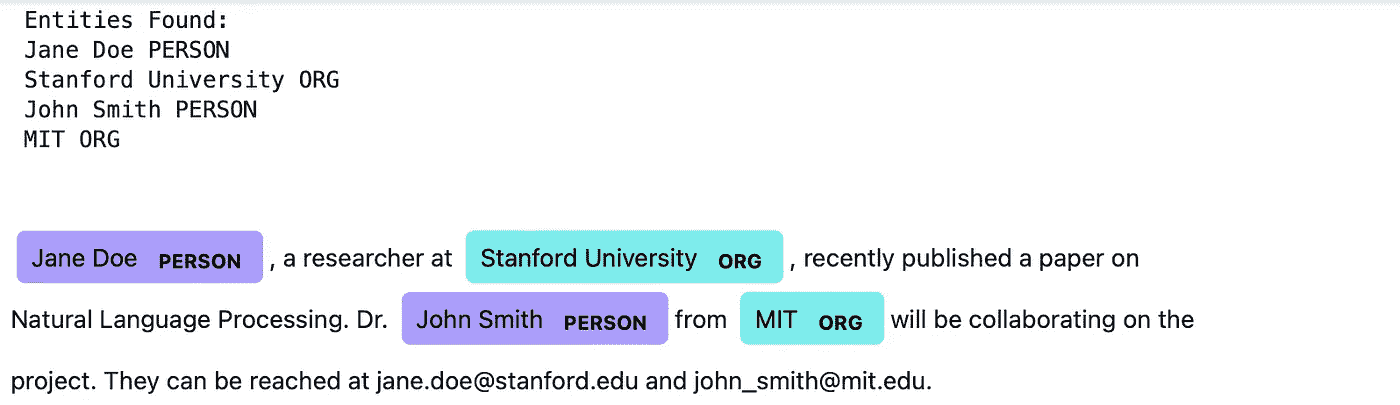 Entities Found:
Jane Doe PERSON
Stanford University ORG
John Smith PERSON
MIT ORG
Jane Doe PERSON , a researcher at Stanford University ORG , recently published a paper on
Natural Language Processing. Dr. John Smith PERSON from MIT ORG will be collaborating on the
project. They can be reached at jane.doe@stanford.edu and john_smith@mit.edu.